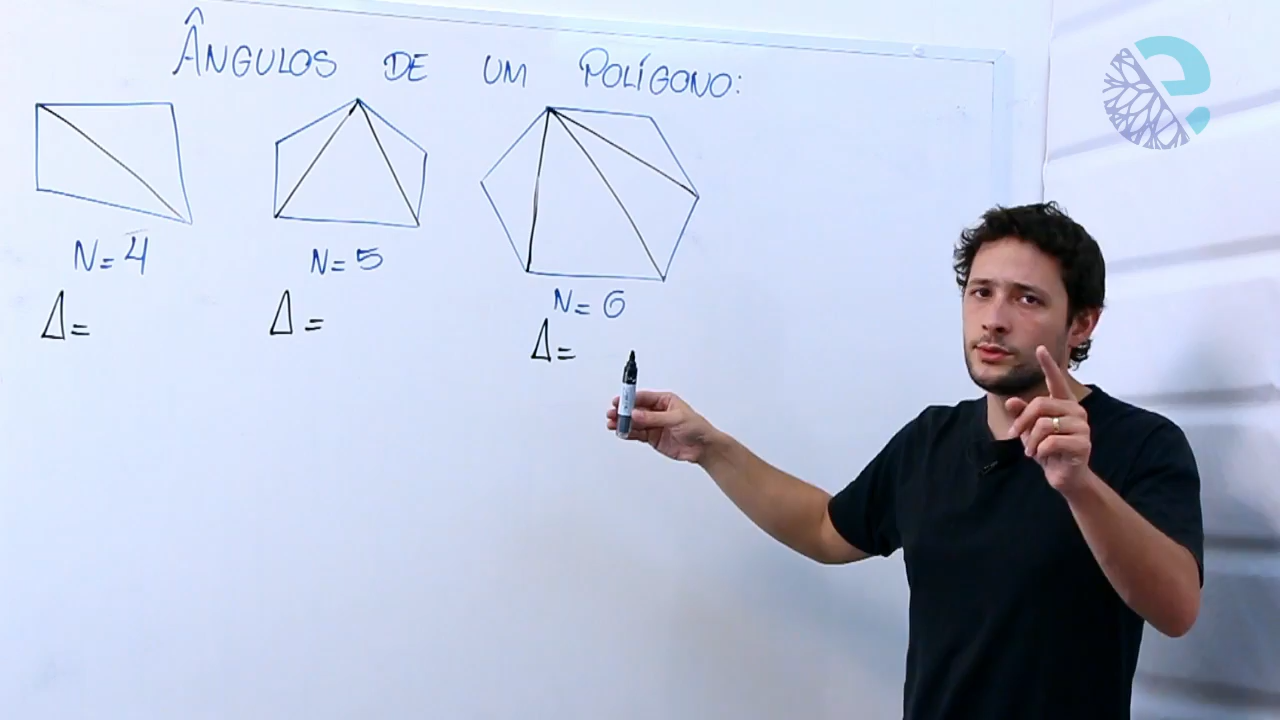 ÂNGULOS DE UM POLÍGONO:
N=4 N=5 N=6
Δ= Δ= Δ=